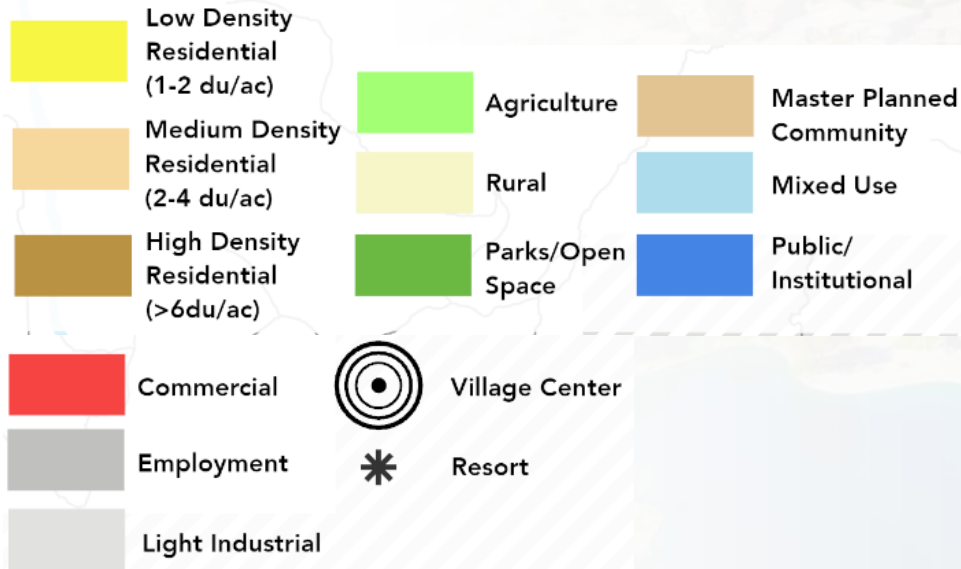 Low Density
Residential
(1-2 du/ac)
Medium Density
Residential
(2-4 du/ac)
High Density
Residential
(>6du/ac)
Agriculture
Rural
Parks/Open
Space
Master Planned
Community
Mixed Use
Public/
Institutional
Commercial
Employment
Light Industrial
Village Center
Resort